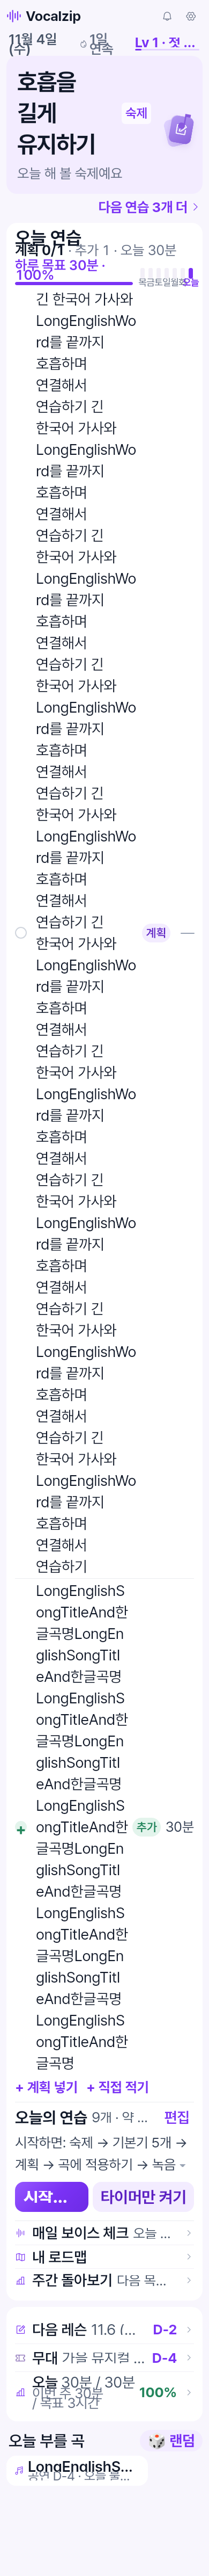 Vocalzip
11월 4일 (수)
1일 연속
Lv 1 · 첫 …
호흡을
길게
유지하기
숙제
오늘 해 볼 숙제예요
다음 연습 3개 더
오늘 연습
계획 0/1 · 추가 1 · 오늘 30분
하루 목표 30분 · 100%
목금토일월화오늘
긴 한국어 가사와
LongEnglishWo
rd를 끝까지
호흡하며
연결해서
연습하기 긴
한국어 가사와
LongEnglishWo
rd를 끝까지
호흡하며
연결해서
연습하기 긴
한국어 가사와
LongEnglishWo
rd를 끝까지
호흡하며
연결해서
연습하기 긴
한국어 가사와
LongEnglishWo
rd를 끝까지
호흡하며
연결해서
연습하기 긴
한국어 가사와
LongEnglishWo
rd를 끝까지
호흡하며
연결해서
연습하기 긴
한국어 가사와
LongEnglishWo
rd를 끝까지
호흡하며
연결해서
연습하기 긴
한국어 가사와
LongEnglishWo
rd를 끝까지
호흡하며
연결해서
연습하기 긴
한국어 가사와
LongEnglishWo
rd를 끝까지
호흡하며
연결해서
연습하기 긴
한국어 가사와
LongEnglishWo
rd를 끝까지
호흡하며
연결해서
연습하기 긴
한국어 가사와
LongEnglishWo
rd를 끝까지
호흡하며
연결해서
연습하기
계획 —
LongEnglishS
ongTitleAnd한
글곡명LongEn
glishSongTitl
eAnd한글곡명
LongEnglishS
ongTitleAnd한
글곡명LongEn
glishSongTitl
eAnd한글곡명
LongEnglishS
ongTitleAnd한
글곡명LongEn
glishSongTitl
eAnd한글곡명
LongEnglishS
ongTitleAnd한
글곡명LongEn
glishSongTitl
eAnd한글곡명
LongEnglishS
ongTitleAnd한
글곡명
추가 30분
+ 계획 넣기 + 직접 적기
오늘의 연습 9개 · 약 … 편집
시작하면: 숙제 → 기본기 5개 →
계획 → 곡에 적용하기 → 녹음
시작… 타이머만 켜기
매일 보이스 체크 오늘 …
내 로드맵
주간 돌아보기 다음 목…
다음 레슨 11.6 (… D-2
무대 가을 뮤지컬 … D-4
오늘 30분 / 30분
이번 주 30분
/ 목표 3시간
100%
오늘 부를 곡
랜덤
LongEnglishS…
공연 D-4 · 오늘 불…